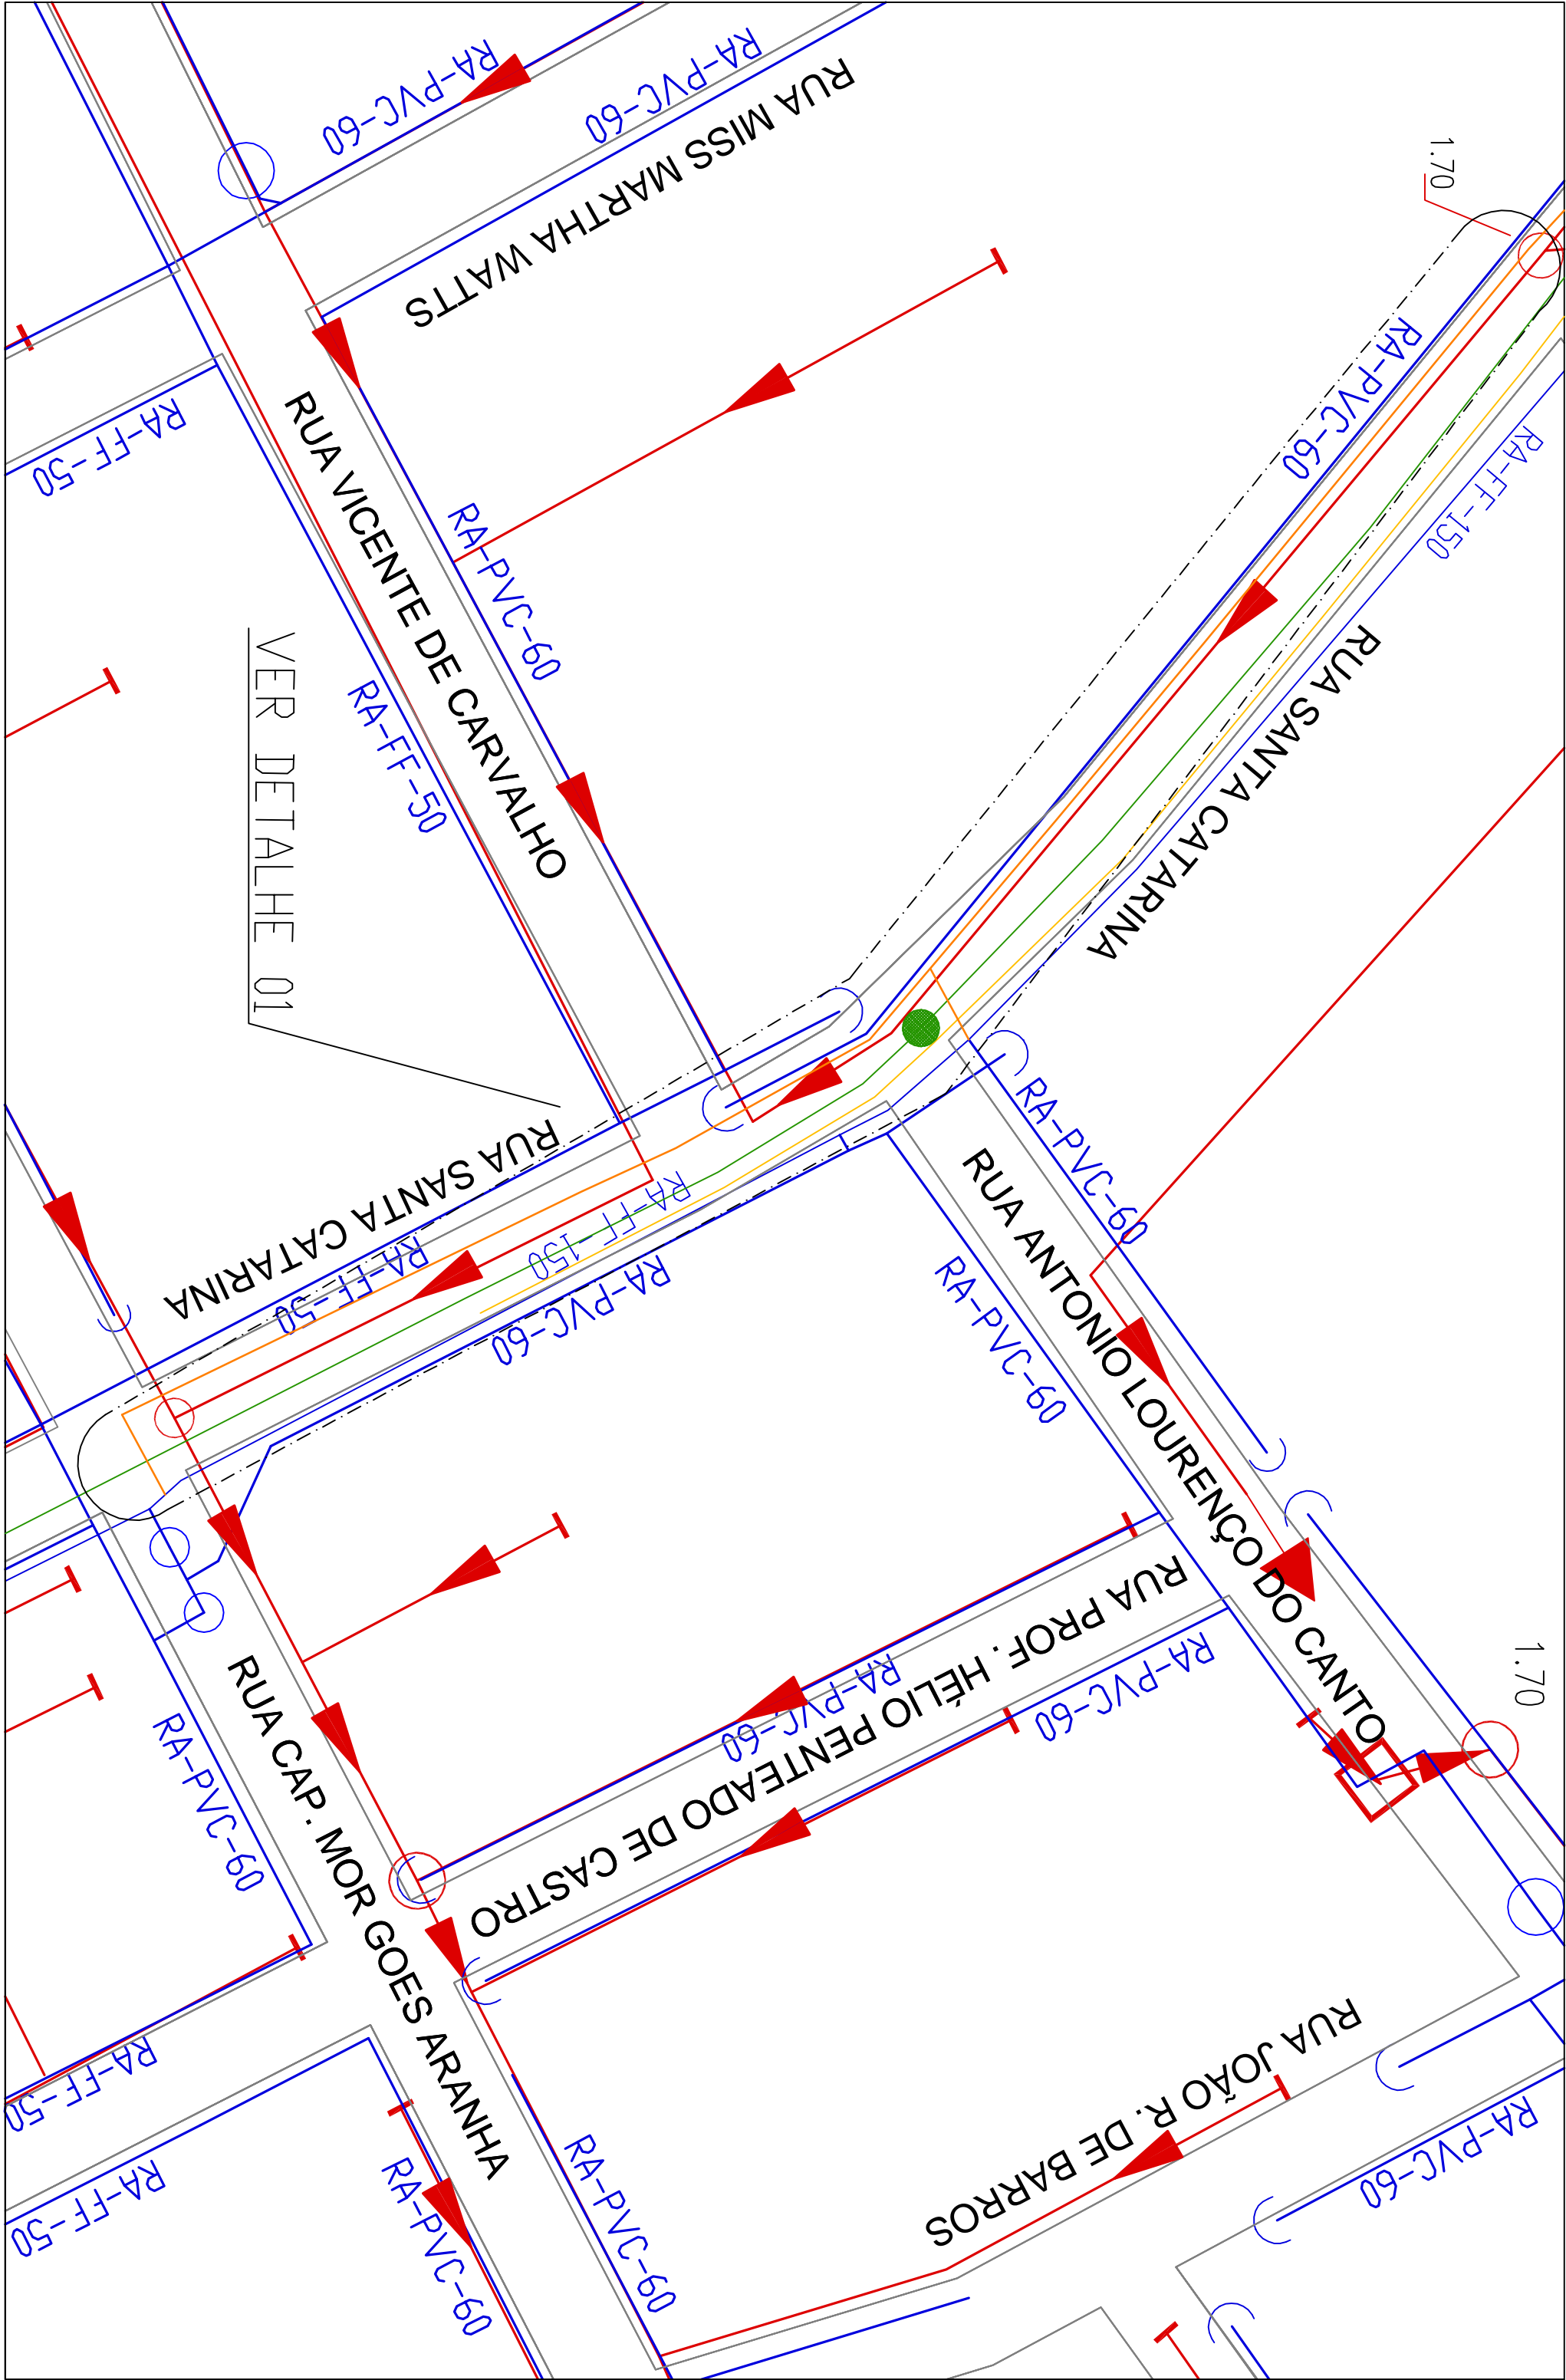 RA-PVC-60
RA-PVC-60
RUA MISS MARTHA WATTS
1.70
RA-PVC-60
RA-FF-150
RA-FF-50
RUA VICENTE DE CARVALHO
RA-PVC-60
RA-FF-50
RUA SANTA CATARINA
VER DETALHE 01
RUA SANTA CATARINA
RA-FF-50
RA-FF-150
RA-PVC-60
RA-PVC-60
RUA ANTONIO LOURENÇO DO CANTO
RA-PVC-60
RUA PROF. HÉLIO PENTEADO DE CASTRO
RA-PVC-60
RA-PVC-60
1.70
RUA CAP. MOR GOES ARANHA
RA-PVC-60
RA-FF-50
RA-FF-50
RA-PVC-60
RA-PVC-60
RUA JOÃO R. DE BARROS
RA-PVC-60